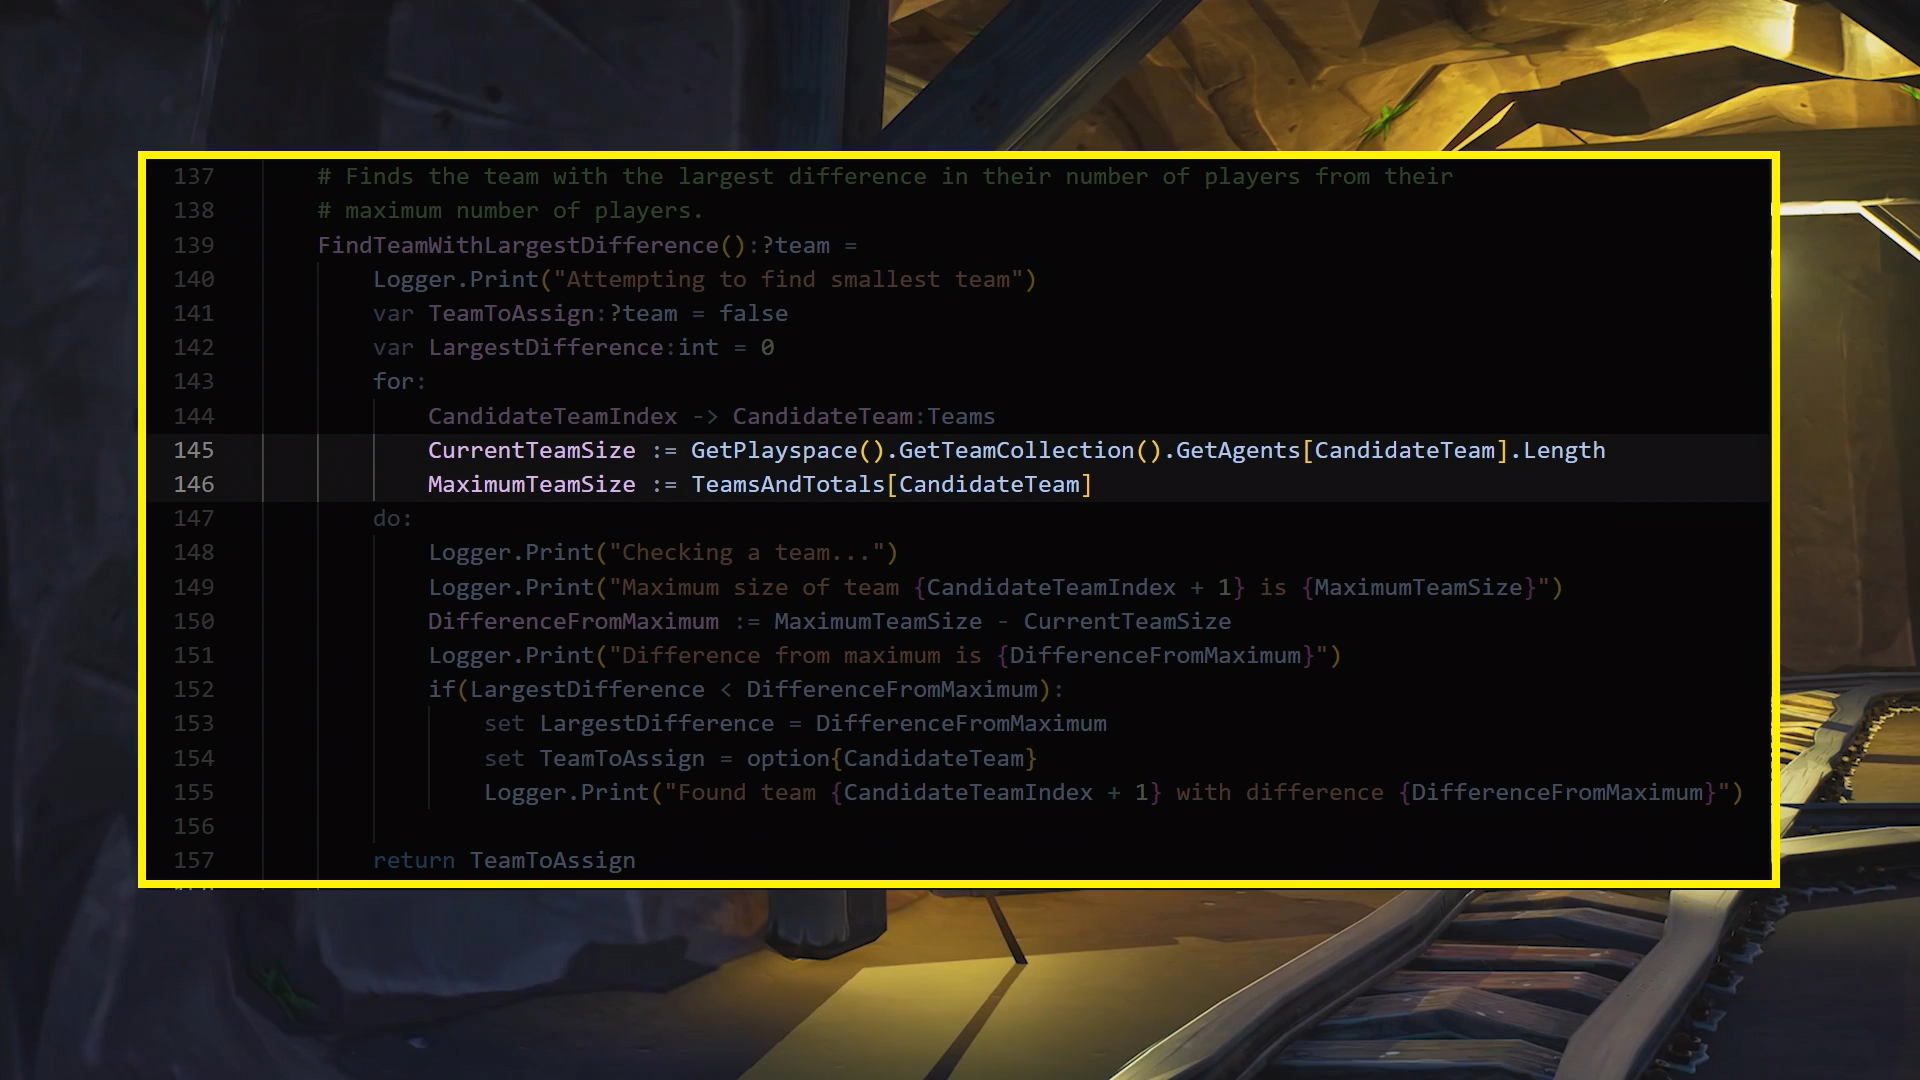 137 # Finds the team with the largest difference in their number of players from their
138 # maximum number of players.
139 FindTeamWithLargestDifference():?team =
140 Logger.Print("Attempting to find smallest team")
141 var TeamToAssign:?team = false
142 var LargestDifference:int = 0
143 for:
144 CandidateTeamIndex -> CandidateTeam:Teams
145 CurrentTeamSize := GetPlayspace().GetTeamCollection().GetAgents[CandidateTeam].Length
146 MaximumTeamSize := TeamsAndTotals[CandidateTeam]
147 do:
148 Logger.Print("Checking a team...")
149 Logger.Print("Maximum size of team {CandidateTeamIndex + 1} is {MaximumTeamSize}")
150 DifferenceFromMaximum := MaximumTeamSize - CurrentTeamSize
151 Logger.Print("Difference from maximum is {DifferenceFromMaximum}")
152 if(LargestDifference < DifferenceFromMaximum):
153 set LargestDifference = DifferenceFromMaximum
154 set TeamToAssign = option{CandidateTeam}
155 Logger.Print("Found team {CandidateTeamIndex + 1} with difference {DifferenceFromMaximum}")
156
157 return TeamToAssign